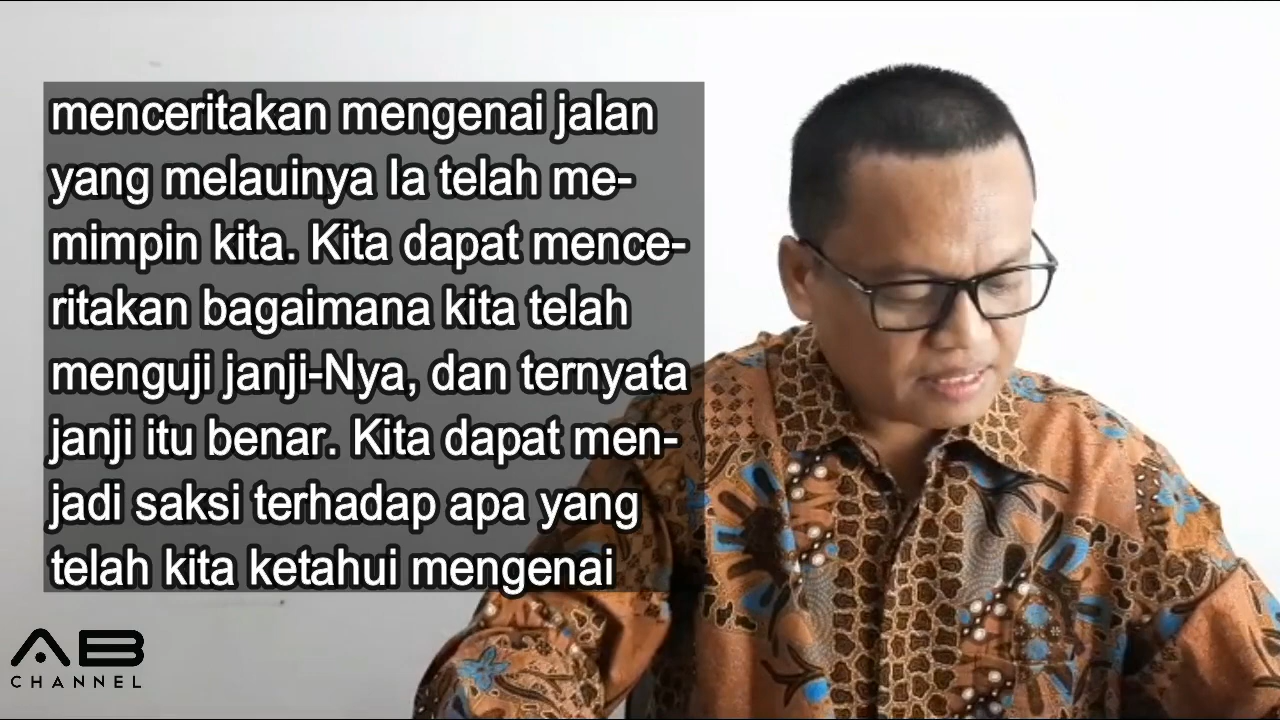 menceritakan mengenai jalan
yang melauinya Ia telah me-
mimpin kita. Kita dapat mence-
ritakan bagaimana kita telah
menguji janji-Nya, dan ternyata
janji itu benar. Kita dapat men-
jadi saksi terhadap apa yang
telah kita ketahui mengenai
AB
CHANNEL